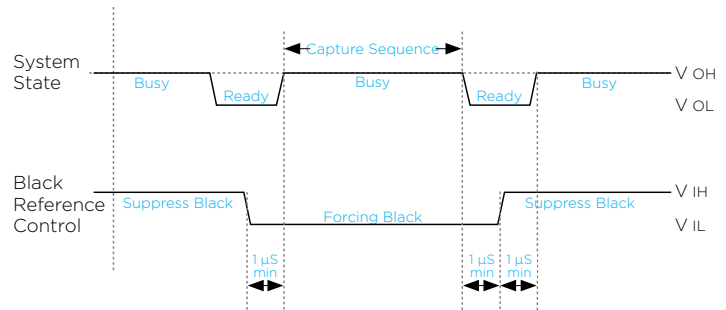 Capture Sequence
System
State
Busy
Ready
Busy
Ready
Busy
V OH
V OL
Black
Reference
Control
Suppress Black
Forcing Black
Suppress Black
V IH
V IL
1 µS
min
1 µS
min
1 µS
min